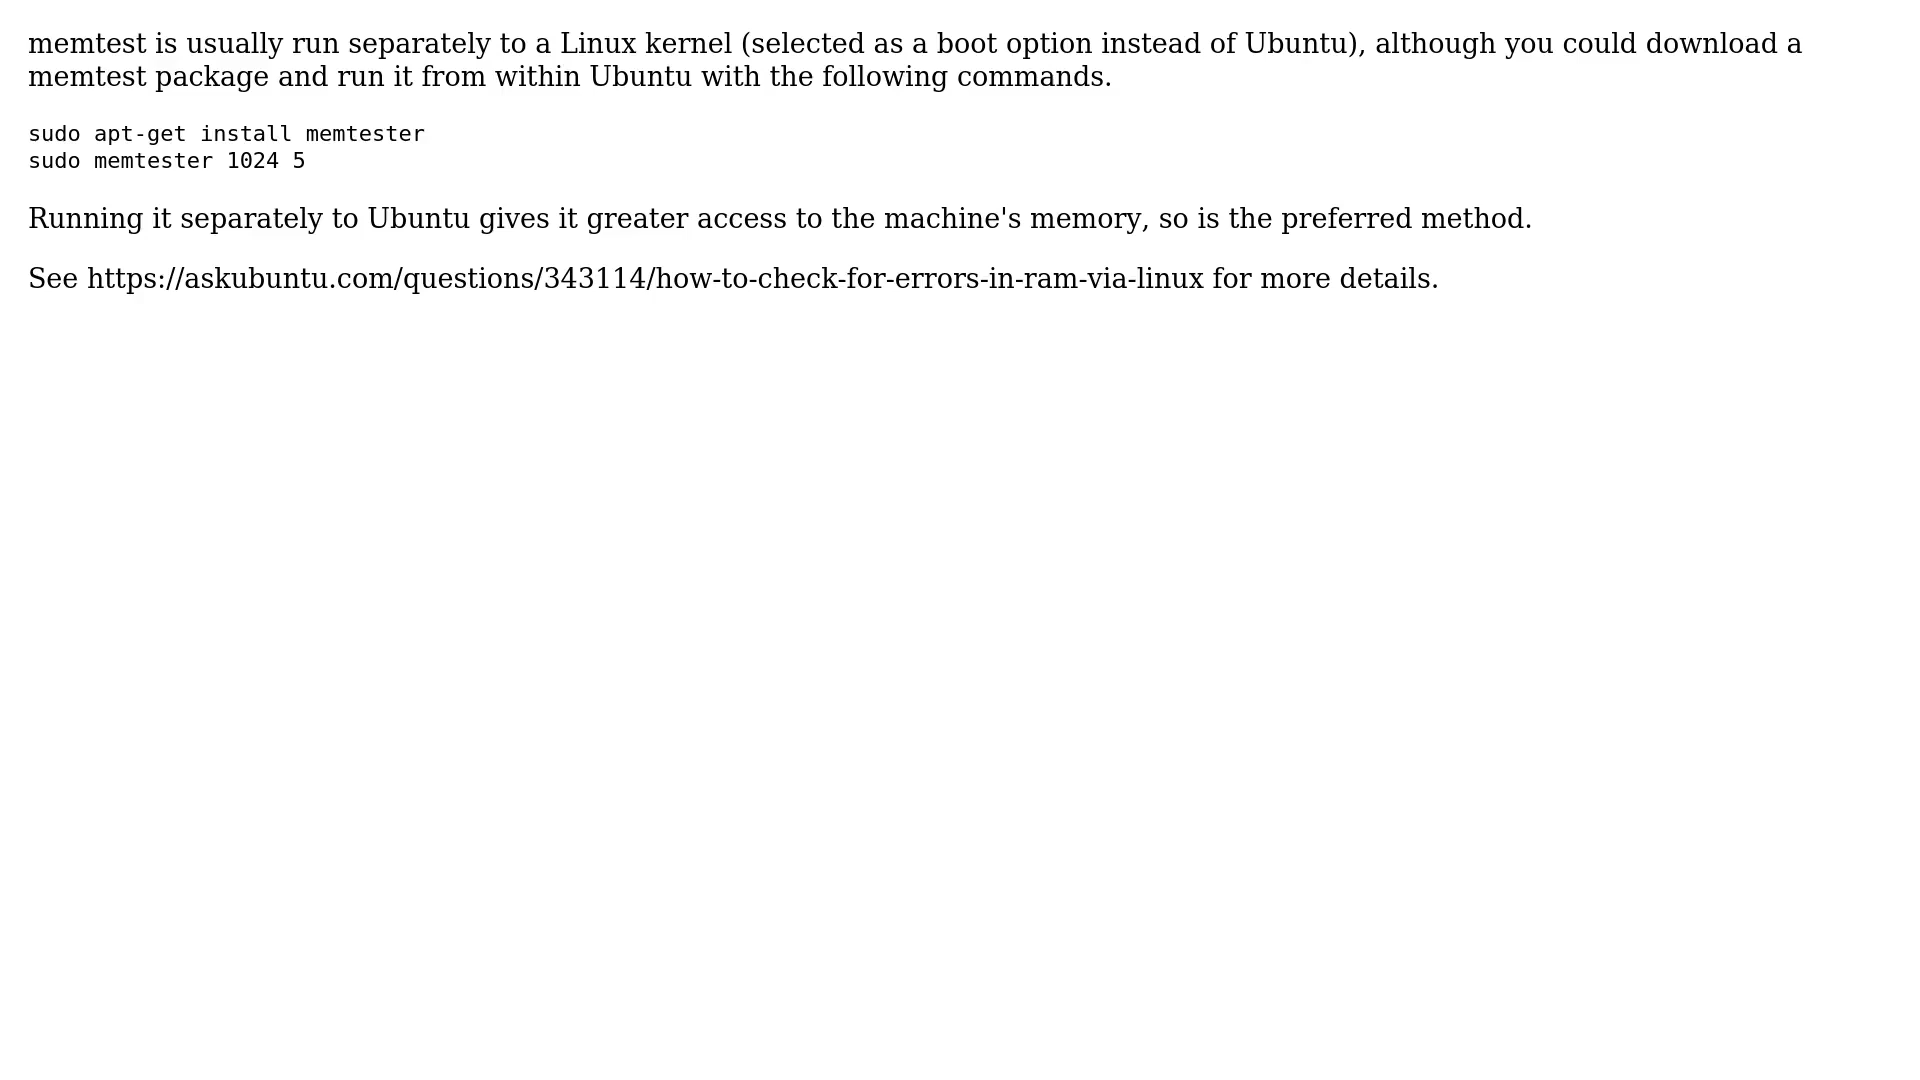 memtest is usually run separately to a Linux kernel (selected as a boot option instead of Ubuntu), although you could download a
memtest package and run it from within Ubuntu with the following commands.
sudo apt-get install memtester
sudo memtester 1024 5
Running it separately to Ubuntu gives it greater access to the machine's memory, so is the preferred method.
See https://askubuntu.com/questions/343114/how-to-check-for-errors-in-ram-via-linux for more details.